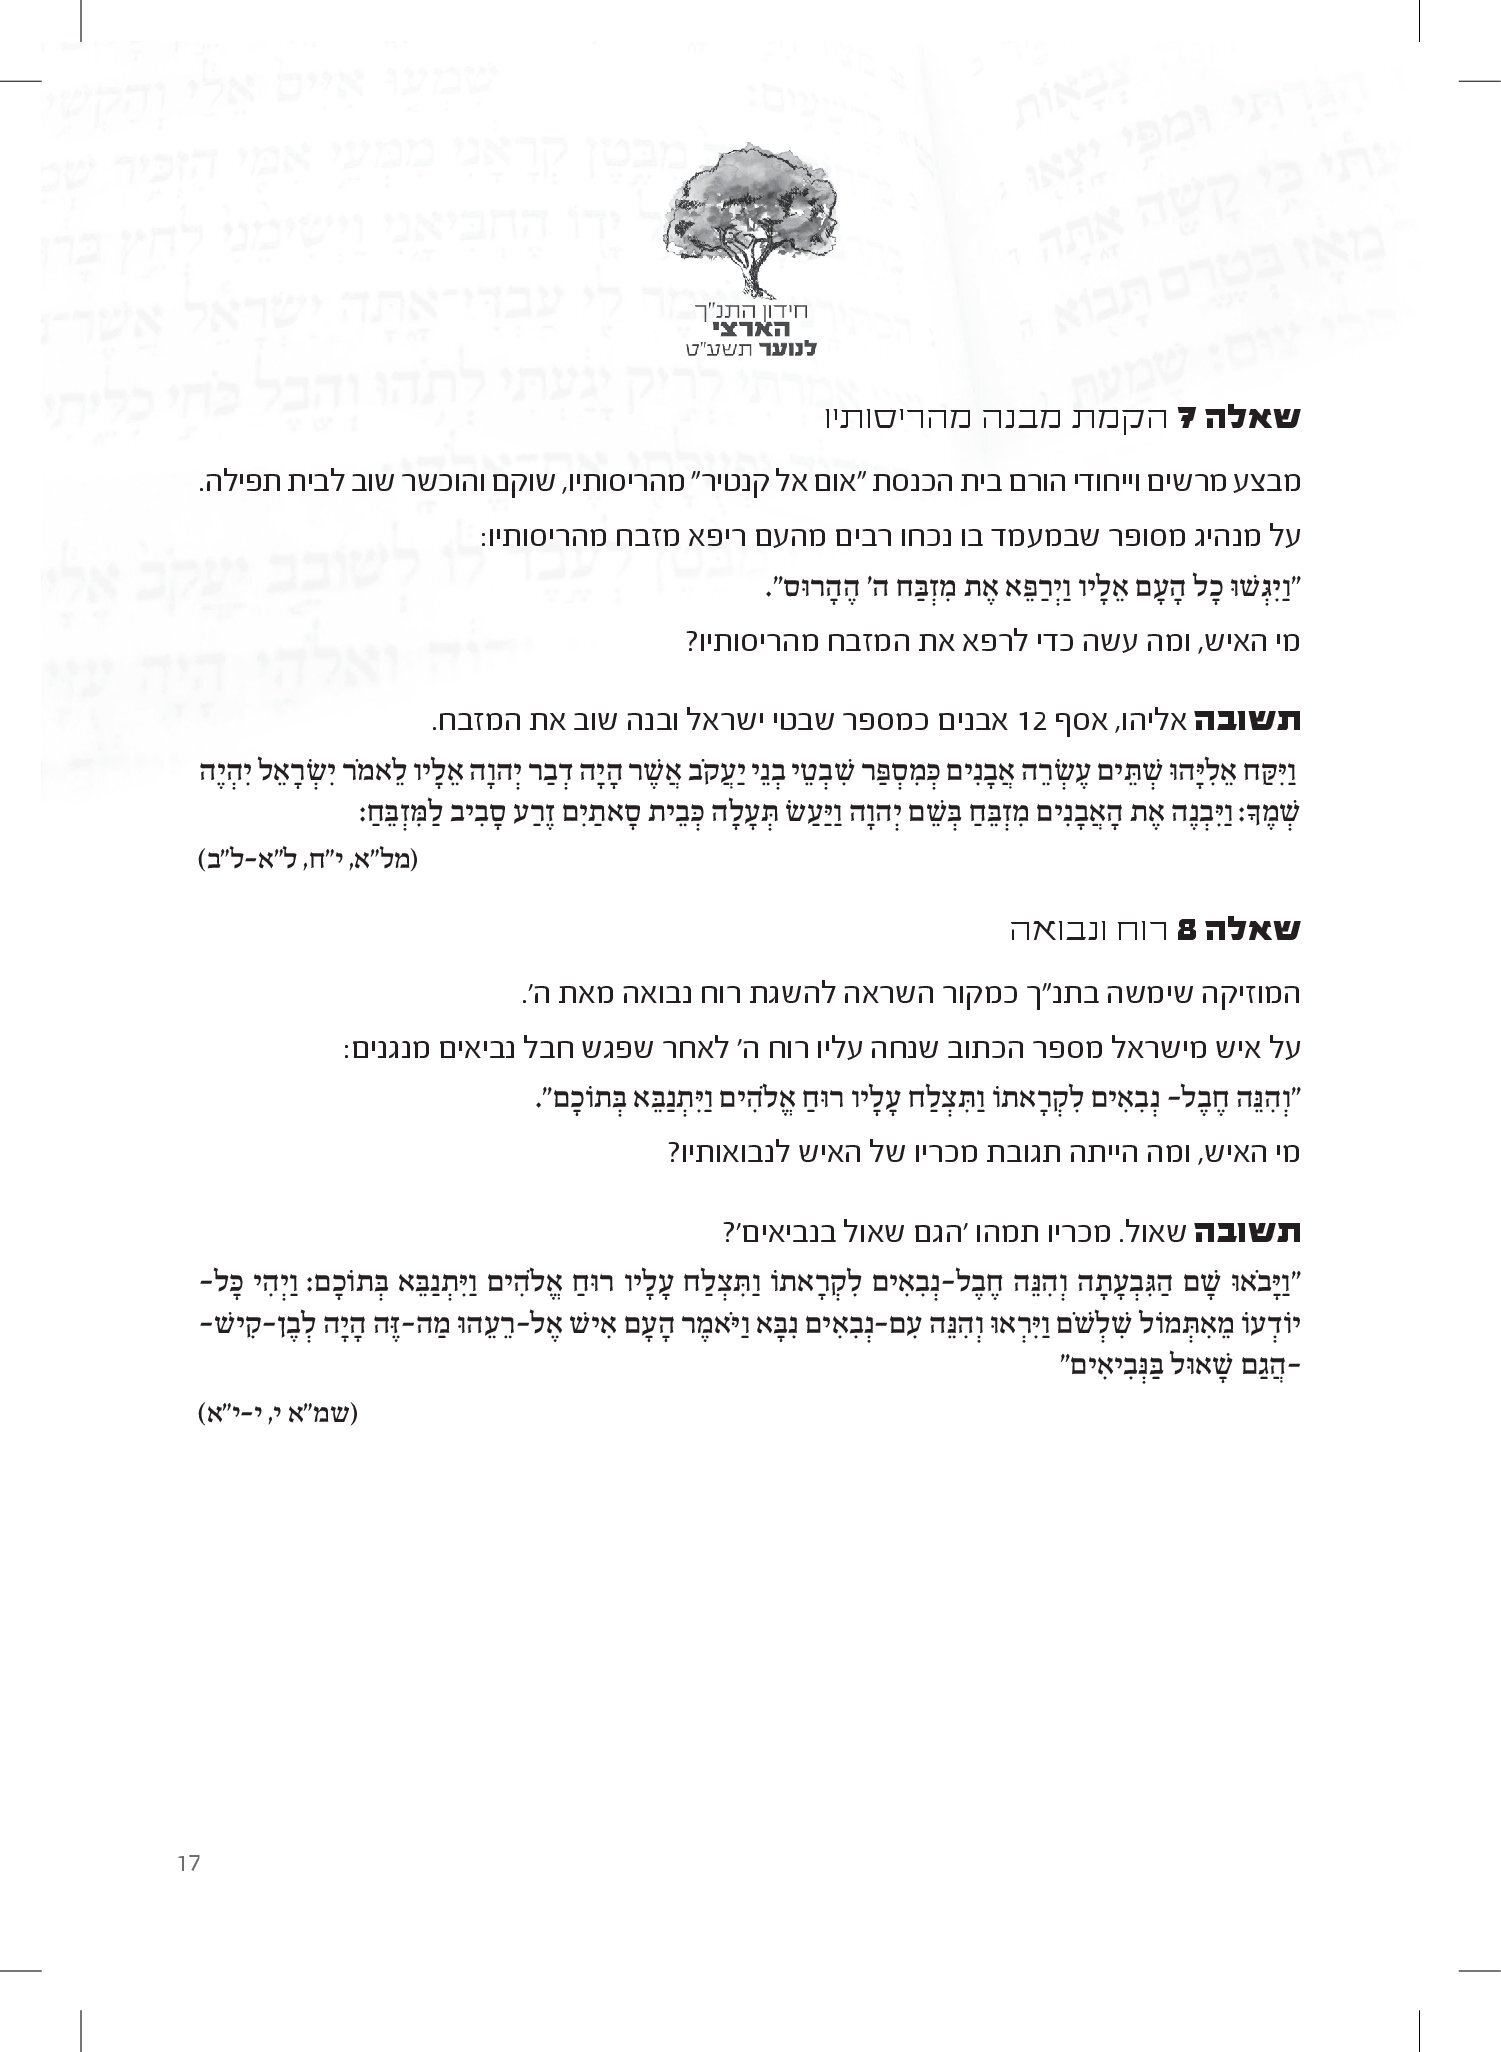 חידון התנ"ך
הארצי
לנוער תשע"ט
שאלה 7 הקמת מבנה מהריסותיו
מבצע מרשים וייחודי הורם בית הכנסת "אום אל קנטיר" מהריסותיו, שוקם והוכשר שוב לבית תפילה.
על מנהיג מסופר שבמעמד בו נכחו רבים מהעם ריפא מזבח מהריסותיו:
"וַיִּגְּשׁוּ כָל הָעָם אֵלָיו וַיְרַפֵּא אֶת מִזְבַּח ה' הֶהָרוּס".
מי האיש, ומה עשה כדי לרפא את המזבח מהריסותיו?
תשובה אליהו, אסף 12 אבנים כמספר שבטי ישראל ובנה שוב את המזבח.
וַיִּקַּח אֵלִיָּהוּ שְׁתֵּים עֶשְׂרֵה אֲבָנִים כְּמִסְפַּר שִׁבְטֵי בְנֵי יַעֲקֹב אֲשֶׁר הָיָה דְבַר יְהוָה אֵלָיו לֵאמֹר יִשְׂרָאֵל יִהְיֶה
שְׁמֶךָ: וַיִּבְנֶה אֶת הָאֲבָנִים מִזְבֵּחַ בְּשֵׁם יְהוָה וַיַּעַשׂ תְּעָלָה כְּבֵית סָאתַיִם זֶרַע סָבִיב לַמִּזְבֵּחַ:
(מל"א, י"ח, ל"א-ל"ב)
שאלה 8 רוח ונבואה
המוזיקה שימשה בתנ"ך כמקור השראה להשגת רוח נבואה מאת ה'.
על איש מישראל מספר הכתוב שנחה עליו רוח ה' לאחר שפגש חבל נביאים מנגנים:
"וְהִנֵּה חֶבֶל- נְבִאִים לִקְרָאתוֹ וַתִּצְלַח עָלָיו רוּחַ אֱלֹהִים וַיִּתְנַבֵּא בְּתוֹכָם".
מי האיש, ומה הייתה תגובת מכריו של האיש לנבואותיו?
תשובה שאול. מכריו תמהו 'הגם שאול בנביאים'?
"וַיָּבֹאוּ שָׁם הַגִּבְעָתָה וְהִנֵּה חֶבֶל-נְבִאִים לִקְרָאתוֹ וַתִּצְלַח עָלָיו רוּחַ אֱלֹהִים וַיִּתְנַבֵּא בְּתוֹכָם: וַיְהִי כָּל-
יוֹדְעוֹ מֵאִתְּמוֹל שִׁלְשֹׁם וַיִּרְאוּ וְהִנֵּה עִם-נְבִאִים נִבָּא וַיֹּאמֶר הָעָם אִישׁ אֶל-רֵעֵהוּ מַה-זֶּה הָיָה לְבֶן-קִישׁ-
-הֲגַם שָׁאוּל בַּנְּבִיאִים"
(שמ"א י, י-י"א)
17